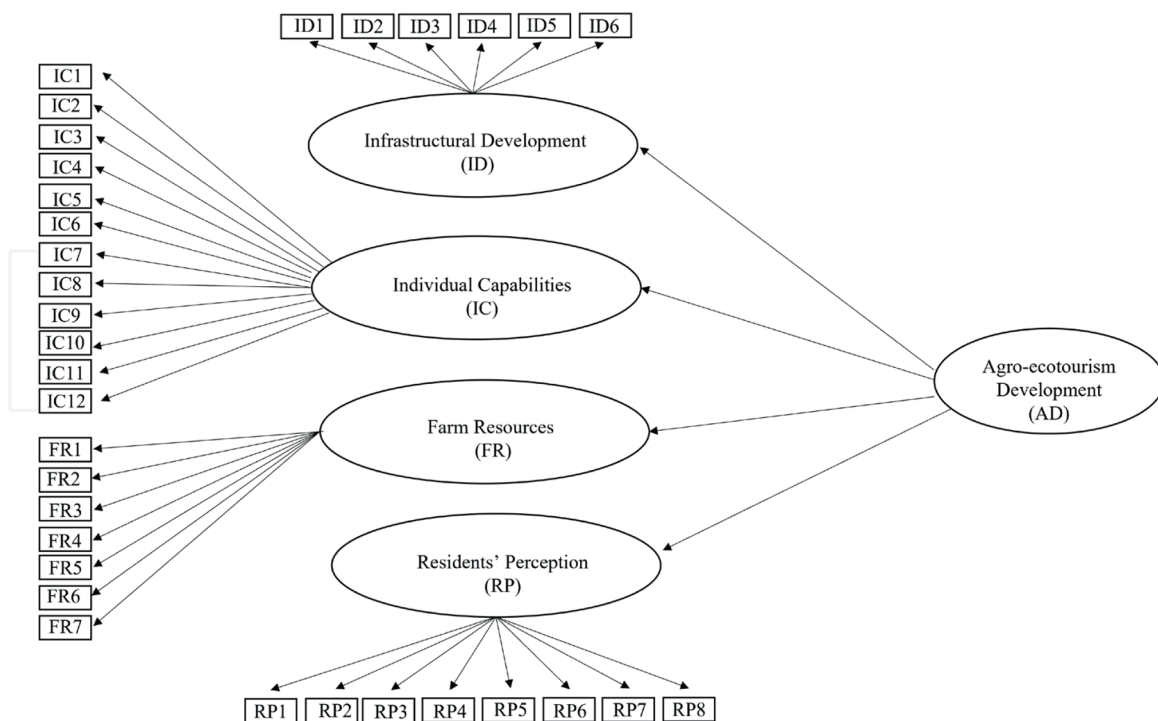 ID1 ID2 ID3 ID4 ID5 ID6
IC1
IC2
IC3
IC4
IC5
IC6
IC7
IC8
IC9
IC10
IC11
IC12
Infrastructural Development
(ID)
Individual Capabilities
(IC)
Agro-ecotourism
Development
(AD)
Farm Resources
(FR)
FR1
FR2
FR3
FR4
FR5
FR6
FR7
Residents’ Perception
(RP)
RP1 RP2 RP3 RP4 RP5 RP6 RP7 RP8